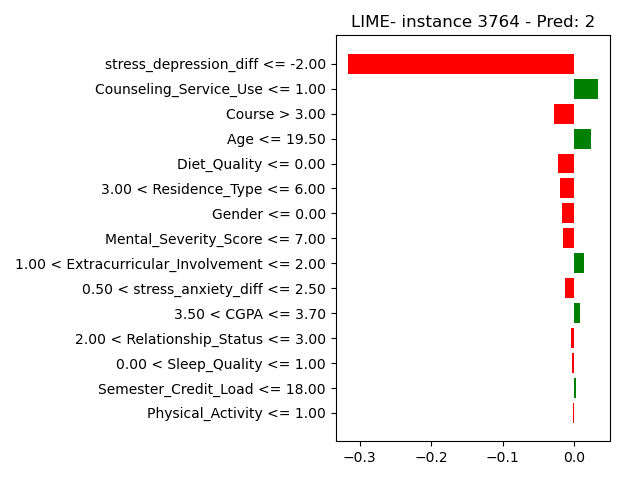 LIME- instance 3764 - Pred: 2
stress_depression_diff <= -2.00
Counseling_Service_Use <= 1.00
Course > 3.00
Age <= 19.50
Diet_Quality <= 0.00
3.00 < Residence_Type <= 6.00
Gender <= 0.00
Mental_Severity_Score <= 7.00
1.00 < Extracurricular_Involvement <= 2.00
0.50 < stress_anxiety_diff <= 2.50
3.50 < CGPA <= 3.70
2.00 < Relationship_Status <= 3.00
0.00 < Sleep_Quality <= 1.00
Semester_Credit_Load <= 18.00
Physical_Activity <= 1.00
−0.3 −0.2 −0.1 0.0